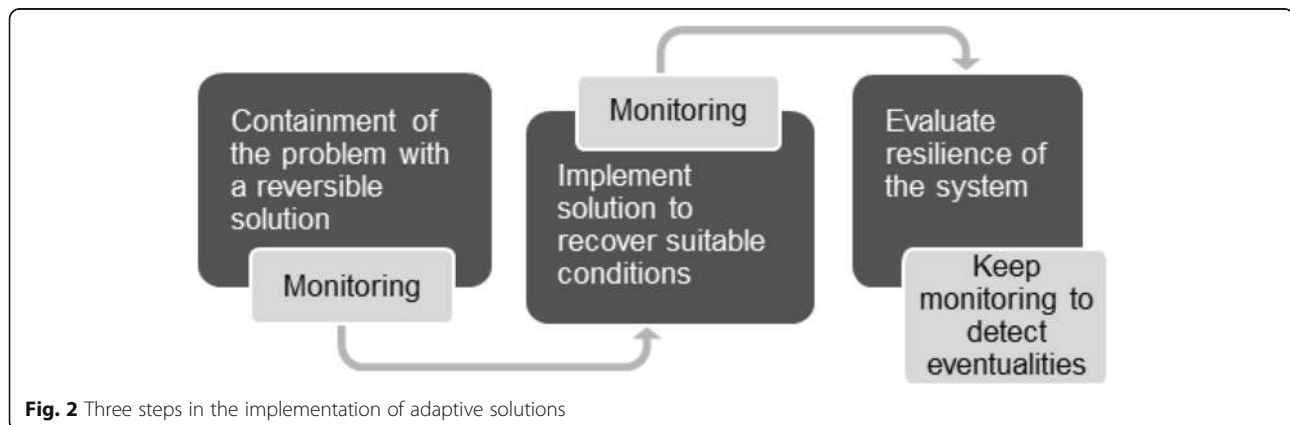 Containment of
the problem with
a reversible
solution
Monitoring
Monitoring
Implement
solution to
recover suitable
conditions
Evaluate
resilience of
the system
Keep
monitoring to
detect
eventualities
Fig. 2 Three steps in the implementation of adaptive solutions